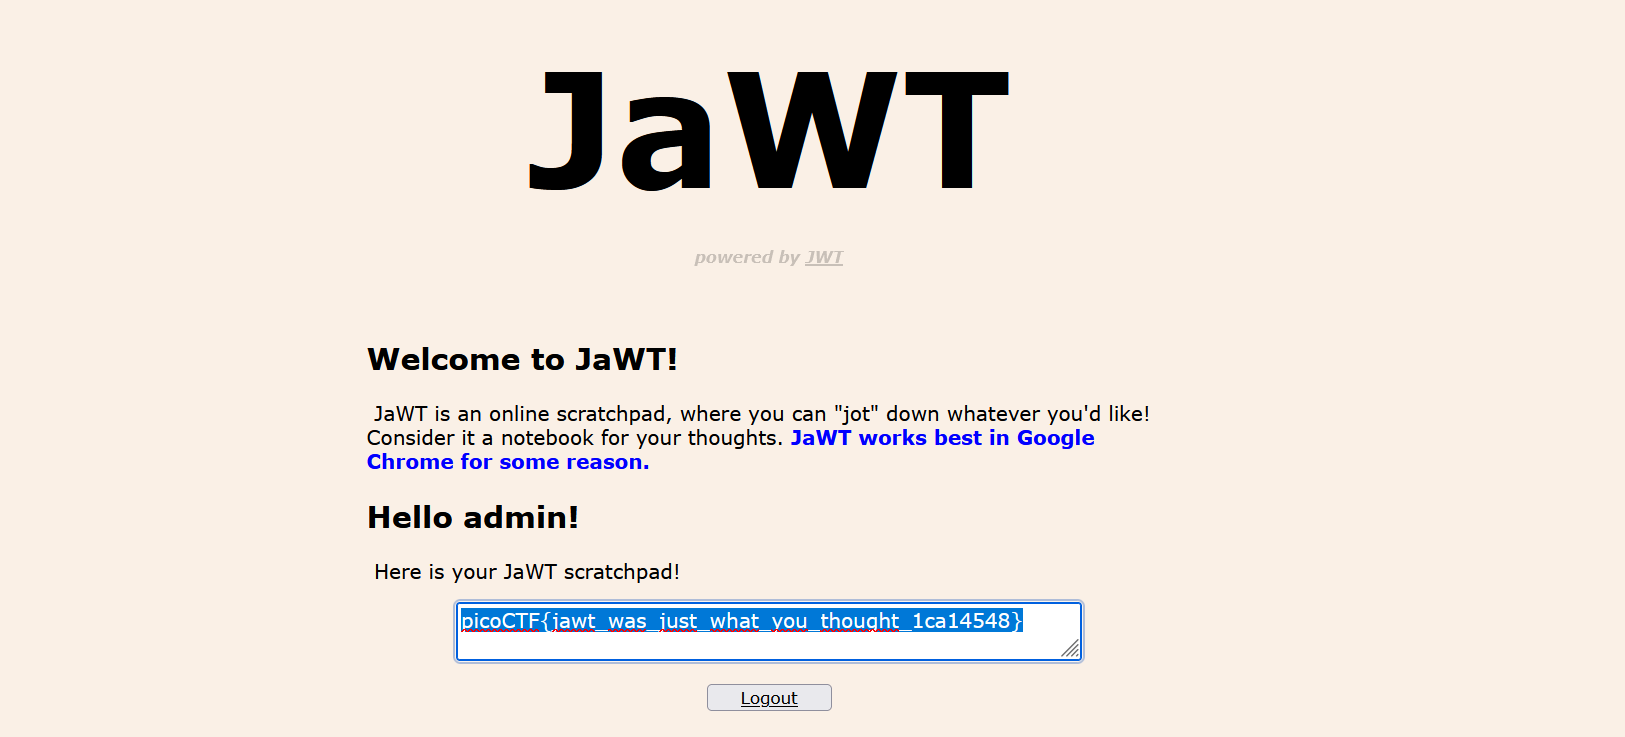 JaWT
powered by JWT
Welcome to JaWT!
JaWT is an online scratchpad, where you can "jot" down whatever you'd like!
Consider it a notebook for your thoughts. JaWT works best in Google
Chrome for some reason.
Hello admin!
Here is your JaWT scratchpad!
picoCTF{jawt_was_just_what_you_thought_1ca14548}
Logout